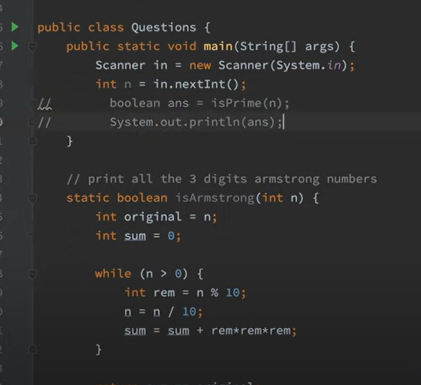 public class Questions {
public static void main(String[] args) {
Scanner in = new Scanner(System.in);
int n = in.nextInt();
// boolean ans = isPrime(n);
// System.out.println(ans);
}
// print all the 3 digits armstrong numbers
static boolean isArmstrong(int n) {
int original = n;
int sum = 0;
while (n > 0) {
int rem = n % 10;
n = n / 10;
sum = sum + rem*rem*rem;
}